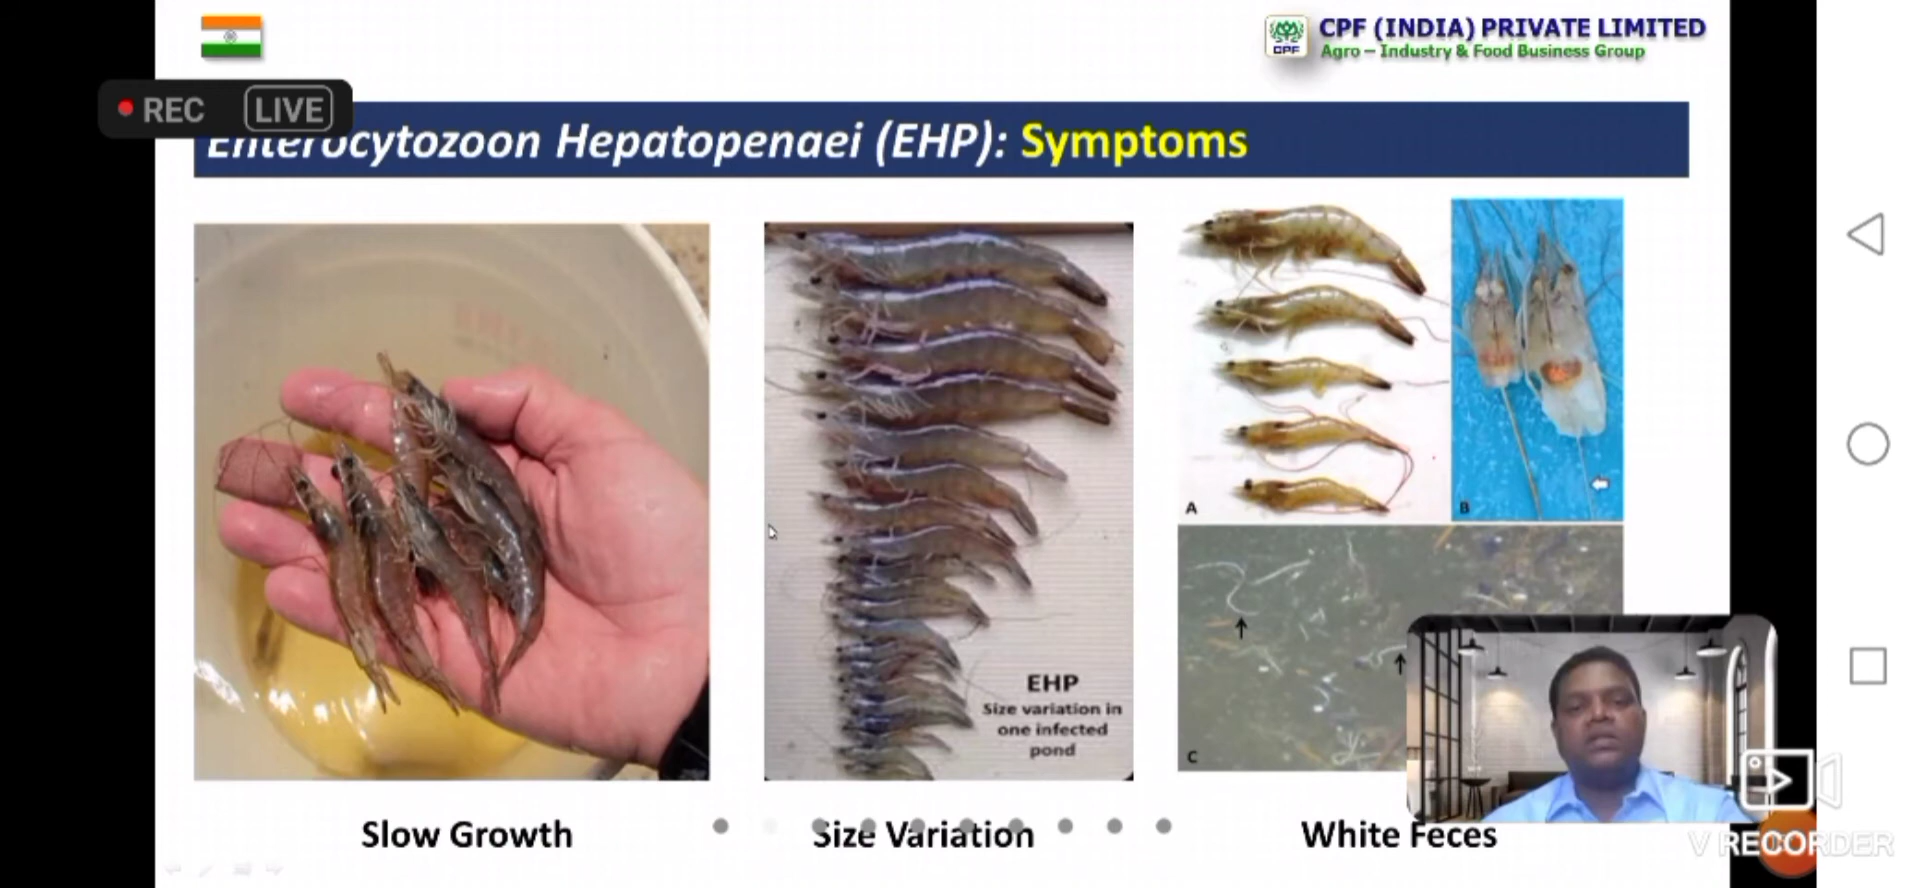 CPF (INDIA) PRIVATE LIMITED
Agro – Industry & Food Business Group
CPF
REC LIVE
Enterocytozoon Hepatopenaei (EHP): Symptoms
A
B
C
EHP
Size variation in
one infected
pond
Slow Growth
Size Variation
White Feces
V RECORDER